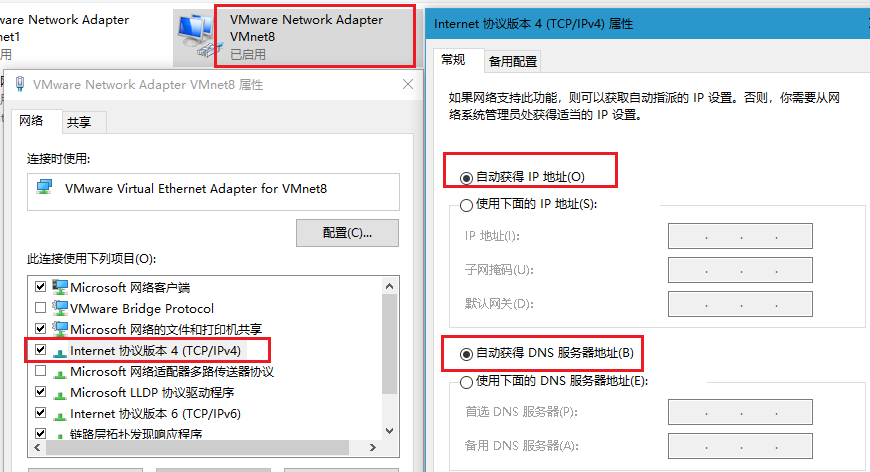 ware Network Adapter
net1
用
VMware Network Adapter
VMnet8
已启用
VMware Network Adapter VMnet8 属性
网络
共享
连接时使用:
VMware Virtual Ethernet Adapter for VMnet8
配置(C)...
此连接使用下列项目(O):
Microsoft 网络客户端
VMware Bridge Protocol
Microsoft 网络的文件和打印机共享
Internet 协议版本 4 (TCP/IPv4)
Microsoft 网络适配器多路传送器协议
Microsoft LLDP 协议驱动程序
Internet 协议版本 6 (TCP/IPv6)
链路层拓扑发现响应程序
Internet 协议版本 4 (TCP/IPv4) 属性
常规
备用配置
如果网络支持此功能，则可以获取自动指派的 IP 设置。否则，你需要从网
络系统管理员处获得适当的 IP 设置。
自动获得 IP 地址(O)
使用下面的 IP 地址(S):
IP 地址(I):
子网掩码(U):
默认网关(D):
自动获得 DNS 服务器地址(B)
使用下面的 DNS 服务器地址(E):
首选 DNS 服务器(P):
备用 DNS 服务器(A):